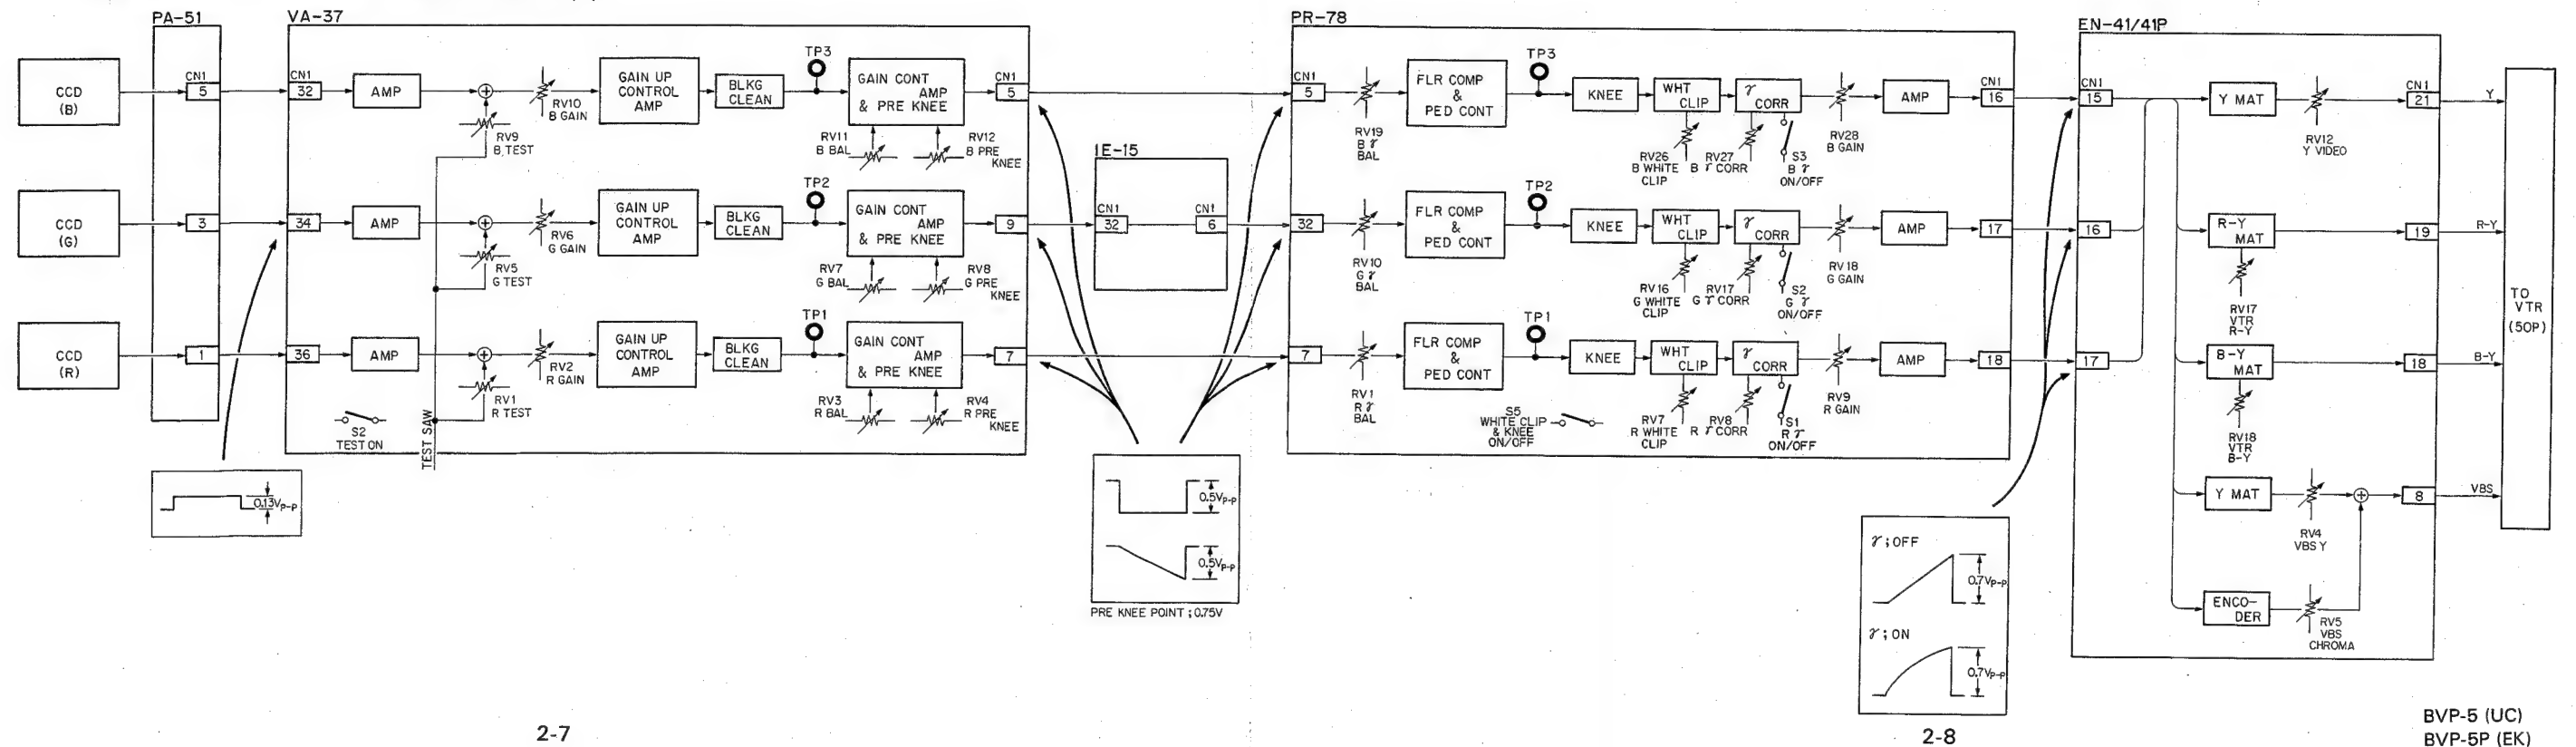 PA-51
VA-37
CCD
(B)
CN1
5
CN1
32
AMP
RV9
B, TEST
RV10
B GAIN
GAIN UP
CONTROL
AMP
BLKG
CLEAN
TP3
GAIN CONT
AMP
& PRE KNEE
RV11
B BAL
RV12
B PRE
KNEE
CN1
5
CCD
(G)
3
34
AMP
RV5
G TEST
RV6
G GAIN
GAIN UP
CONTROL
AMP
BLKG
CLEAN
TP2
GAIN CONT
AMP
& PRE KNEE
RV7
G BAL
RV8
G PRE
KNEE
9
CCD
(R)
1
36
AMP
RV1
R TEST
RV2
R GAIN
GAIN UP
CONTROL
AMP
BLKG
CLEAN
TP1
GAIN CONT
AMP
& PRE KNEE
RV3
R BAL
RV4
R PRE
KNEE
7
S2
TEST ON
TEST SAW
0.13Vp-p
IE-15
CN1
32
CN1
6
0.5Vp-p
0.5Vp-p
PRE KNEE POINT ; 0.75V
PR-78
CN1
5
RV19
B γ
BAL
FLR COMP
&
PED CONT
TP3
KNEE
WHT
CLIP
γ
CORR
RV26
B WHITE
CLIP
RV27
B γ CORR
S3
B γ
ON/OFF
RV28
B GAIN
AMP
CN1
16
32
RV10
G γ
BAL
FLR COMP
&
PED CONT
TP2
KNEE
WHT
CLIP
γ
CORR
RV16
G WHITE
CLIP
RV17
G γ CORR
S2
G γ
ON/OFF
RV18
G GAIN
AMP
17
7
RV1
R γ
BAL
FLR COMP
&
PED CONT
TP1
KNEE
WHT
CLIP
γ
CORR
S5
WHITE CLIP
& KNEE
ON/OFF
RV7
R WHITE
CLIP
RV8
R γ CORR
S1
R γ
ON/OFF
RV9
R GAIN
AMP
18
γ ; OFF
0.7Vp-p
γ ; ON
0.7Vp-p
EN-41/41P
CN1
15
16
17
Y MAT
RV12
Y VIDEO
CN1
21
Y
R-Y
MAT
RV17
VTR
R-Y
19
R-Y
B-Y
MAT
RV18
VTR
B-Y
18
B-Y
Y MAT
RV4
VBS Y
8
VBS
ENCO-
DER
RV5
VBS
CHROMA
TO
VTR
(50P)
2-7
2-8
BVP-5 (UC)
BVP-5P (EK)